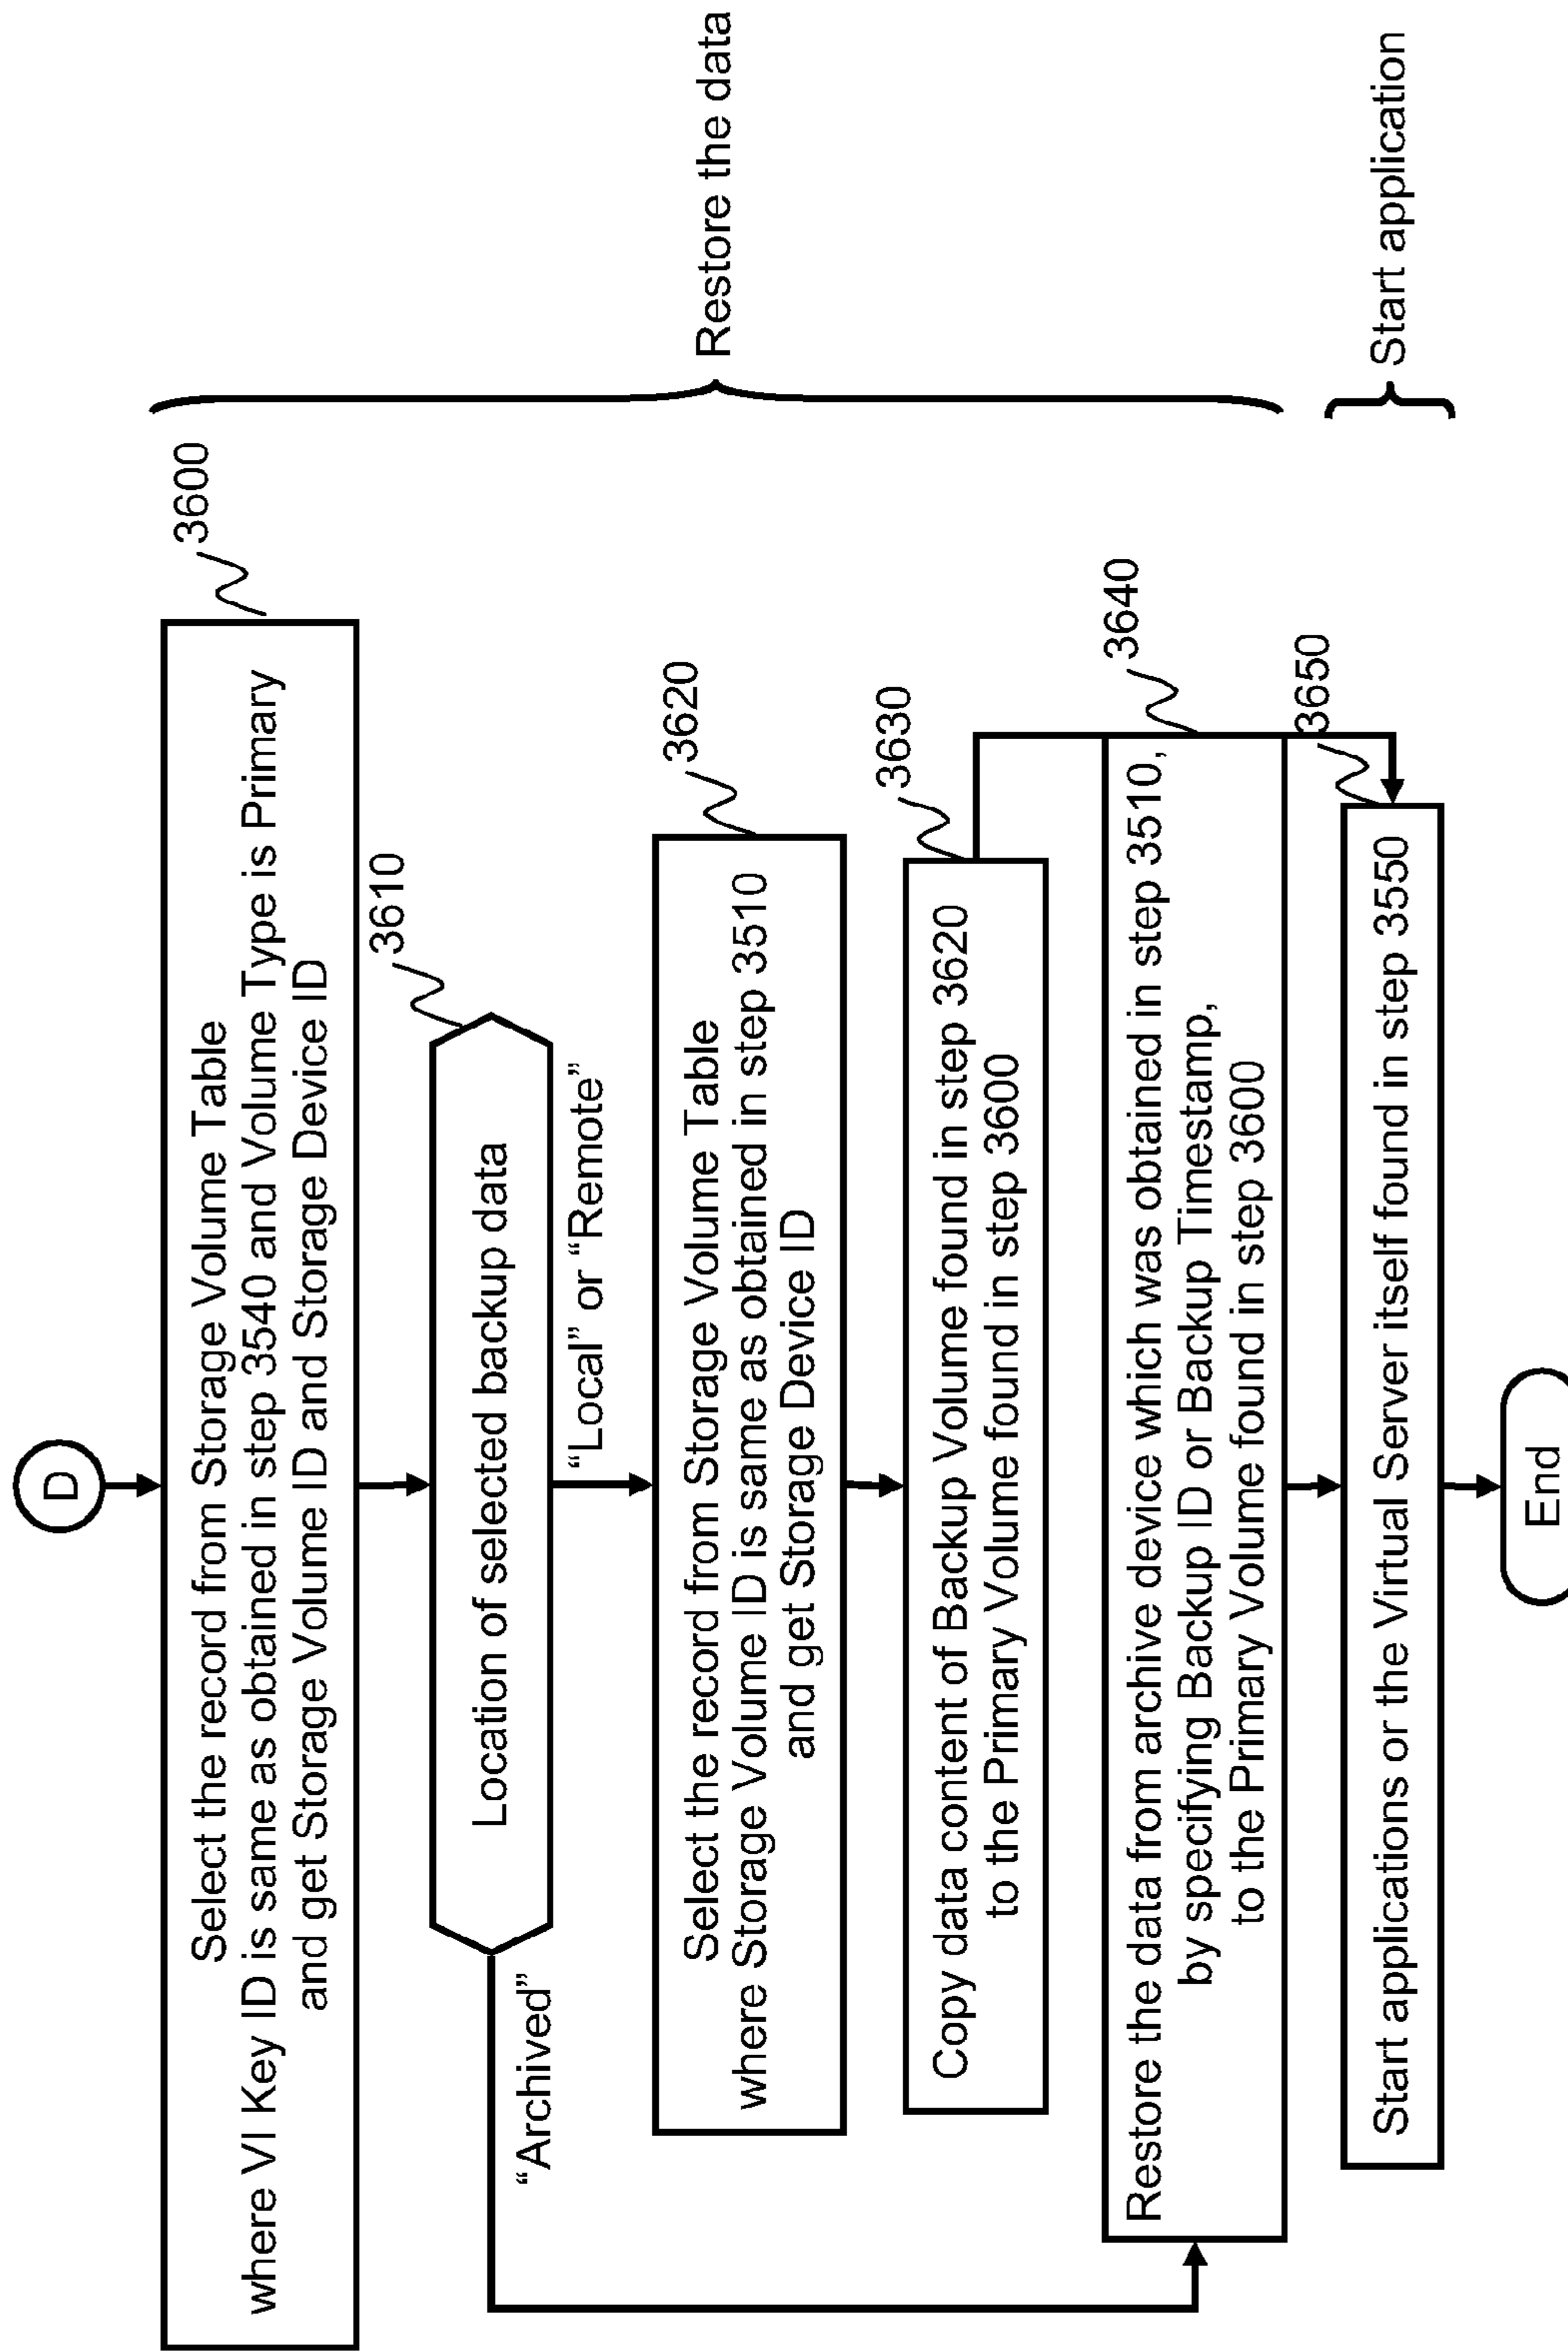 D
3600
Select the record from Storage Volume Table
where VI Key ID is same as obtained in step 3540 and Volume Type is Primary
and get Storage Volume ID and Storage Device ID
3610
Location of selected backup data
“Archived”
“Local” or “Remote”
3620
Select the record from Storage Volume Table
where Storage Volume ID is same as obtained in step 3510
and get Storage Device ID
3630
Copy data content of Backup Volume found in step 3620
to the Primary Volume found in step 3600
3640
Restore the data from archive device which was obtained in step 3510,
by specifying Backup ID or Backup Timestamp,
to the Primary Volume found in step 3600
3650
Start applications or the Virtual Server itself found in step 3550
End
Restore the data
Start application